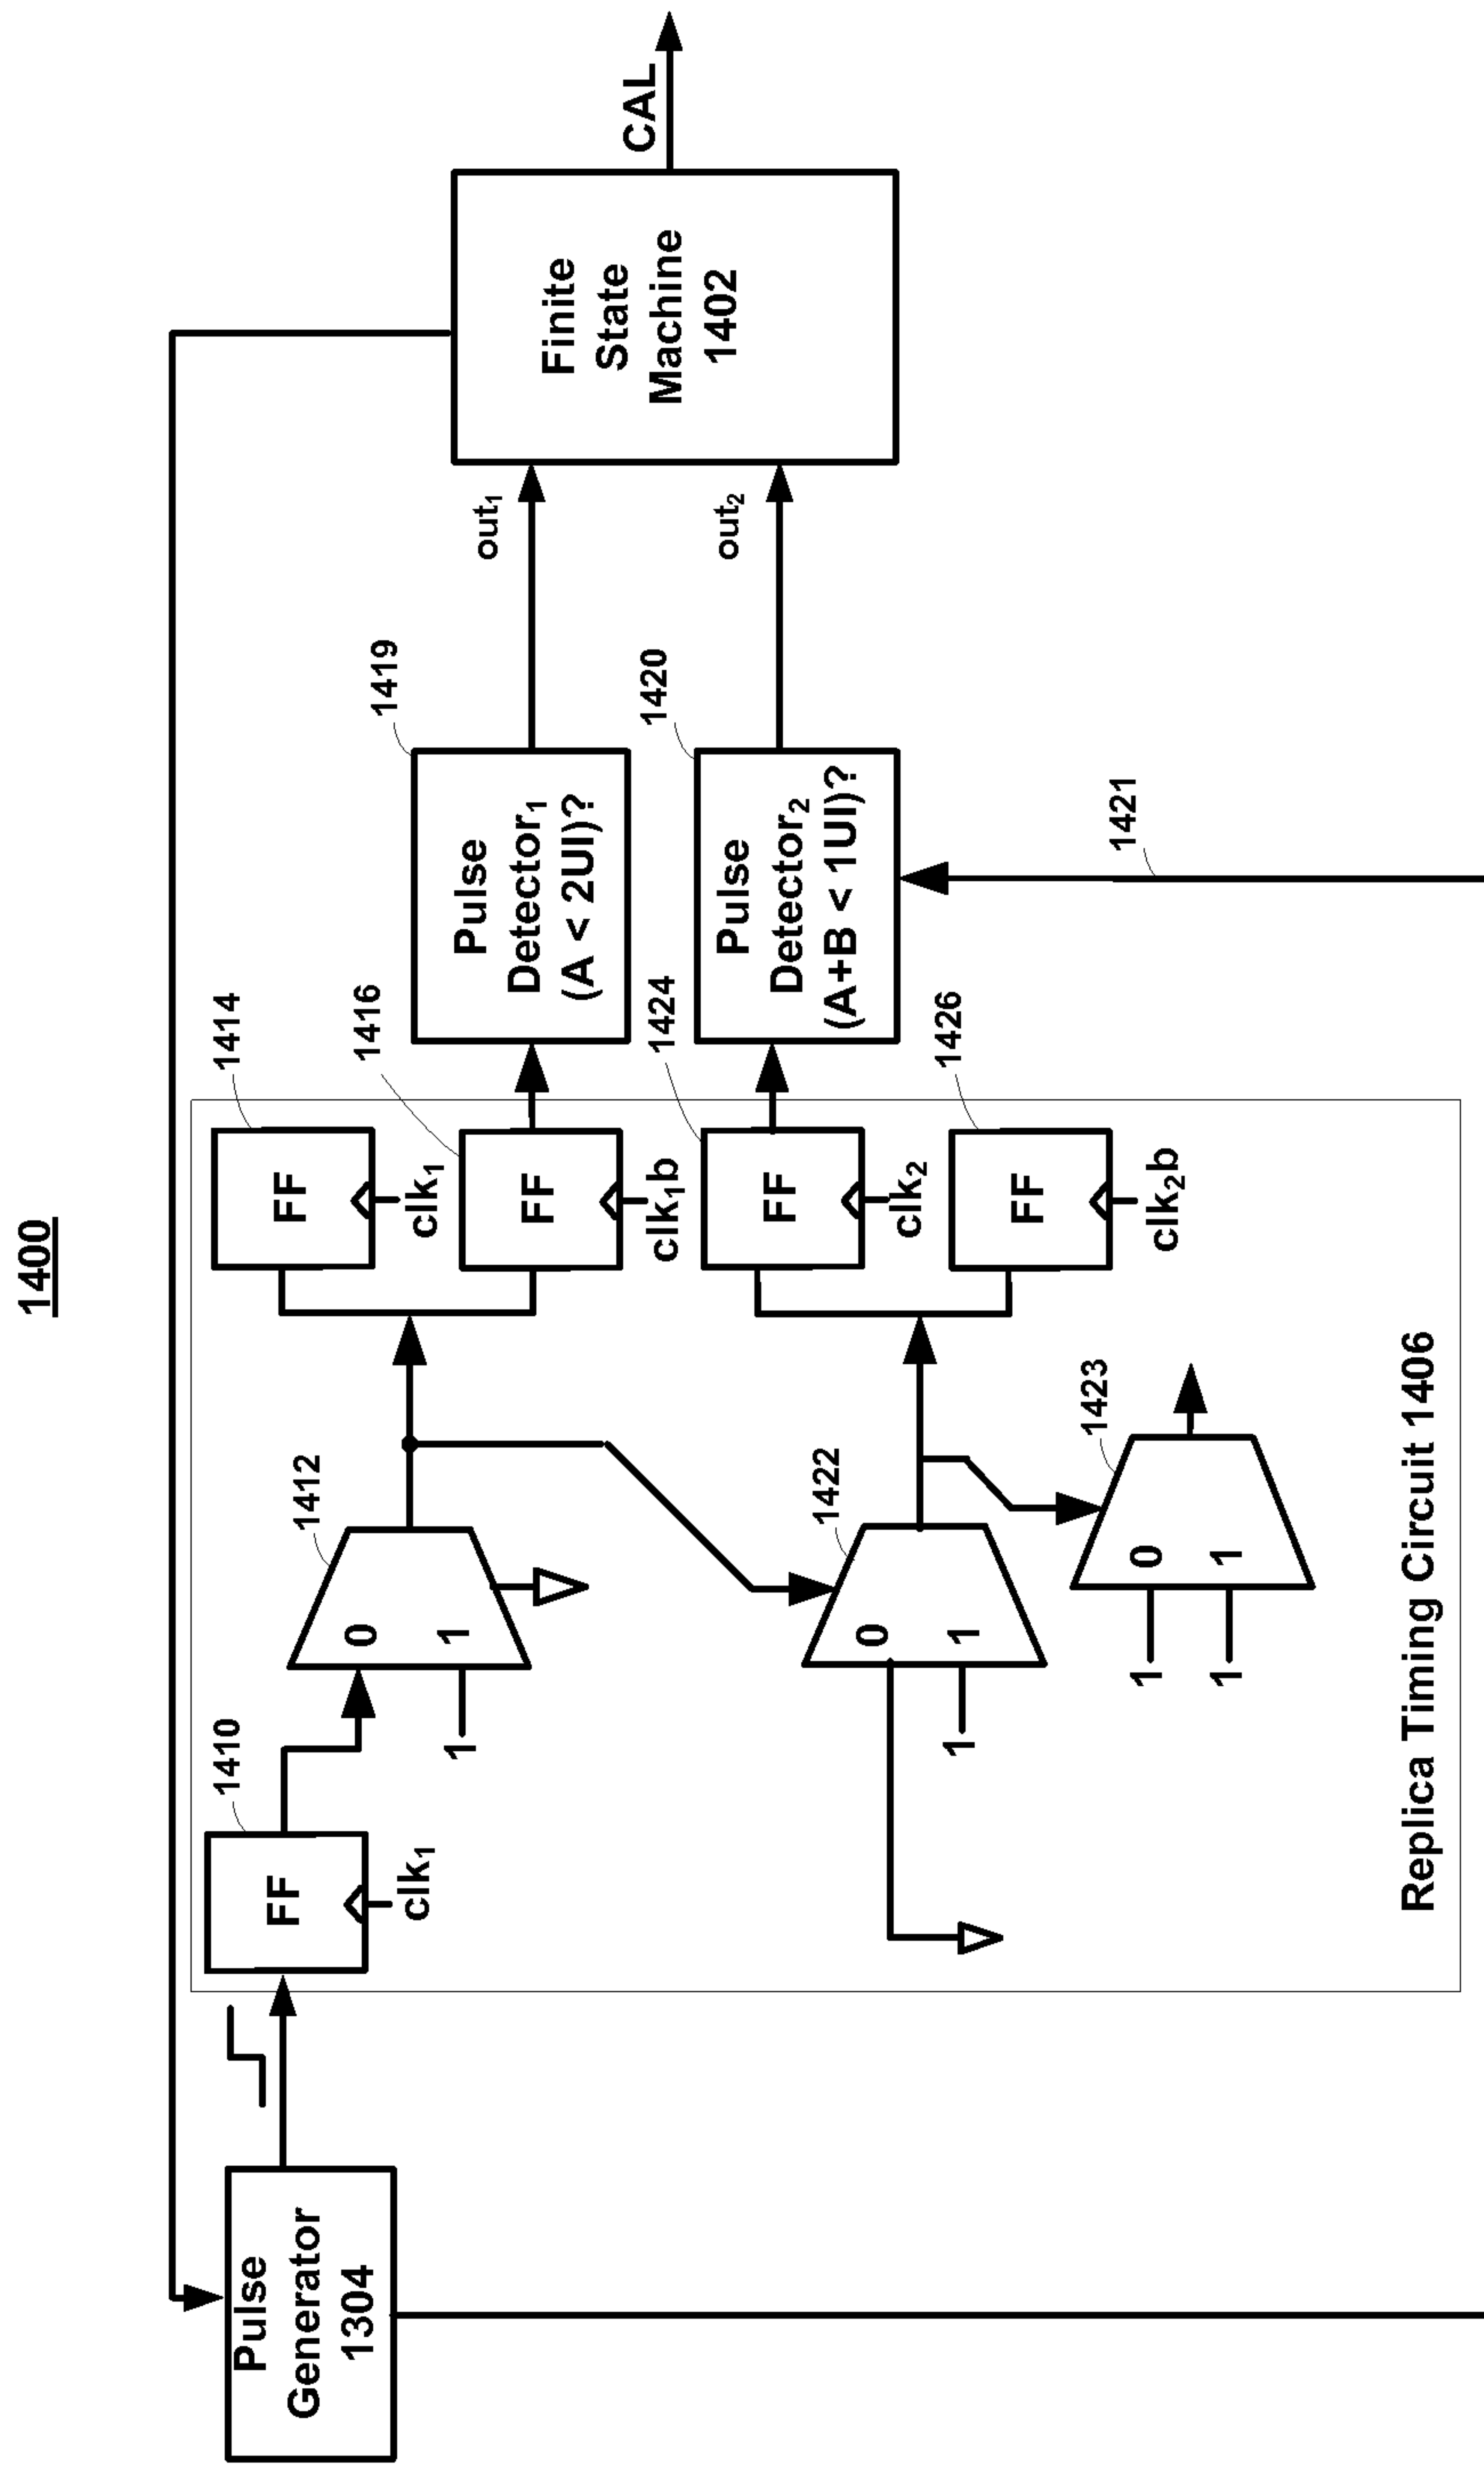 1400
Pulse
Generator
1304
1410
FF
clk₁
1412
0
1
1
1414
FF
clk₁
1416
FF
clk₁b
1419
Pulse
Detector₁
(A < 2UI)?
out₁
Finite
State
Machine
1402
CAL
1422
0
1
1
1424
FF
clk₂
1426
FF
clk₂b
1420
Pulse
Detector₂
(A+B < 1UI)?
out₂
1421
1423
0
1
1
1
Replica Timing Circuit 1406